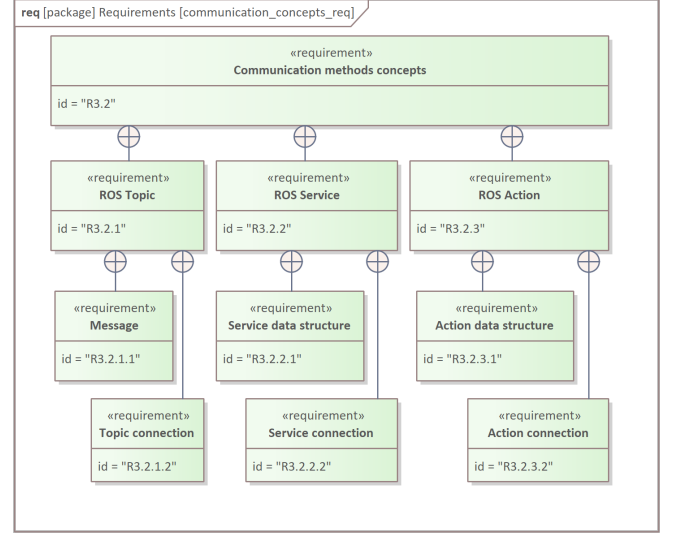 req [package] Requirements [communication_concepts_req]
«requirement»
Communication methods concepts
id = "R3.2"
«requirement»
ROS Topic
id = "R3.2.1"
«requirement»
ROS Service
id = "R3.2.2"
«requirement»
ROS Action
id = "R3.2.3"
«requirement»
Message
id = "R3.2.1.1"
«requirement»
Service data structure
id = "R3.2.2.1"
«requirement»
Action data structure
id = "R3.2.3.1"
«requirement»
Topic connection
id = "R3.2.1.2"
«requirement»
Service connection
id = "R3.2.2.2"
«requirement»
Action connection
id = "R3.2.3.2"